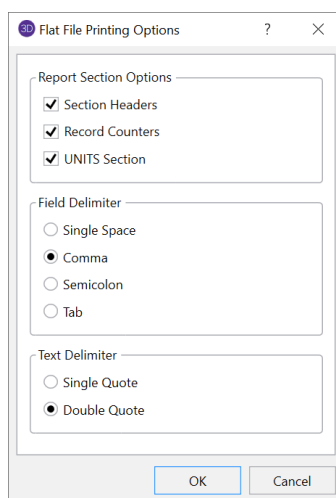 3D Flat File Printing Options ?
Report Section Options
Section Headers
Record Counters
UNITS Section
Field Delimiter
Single Space
Comma
Semicolon
Tab
Text Delimiter
Single Quote
Double Quote
OK Cancel